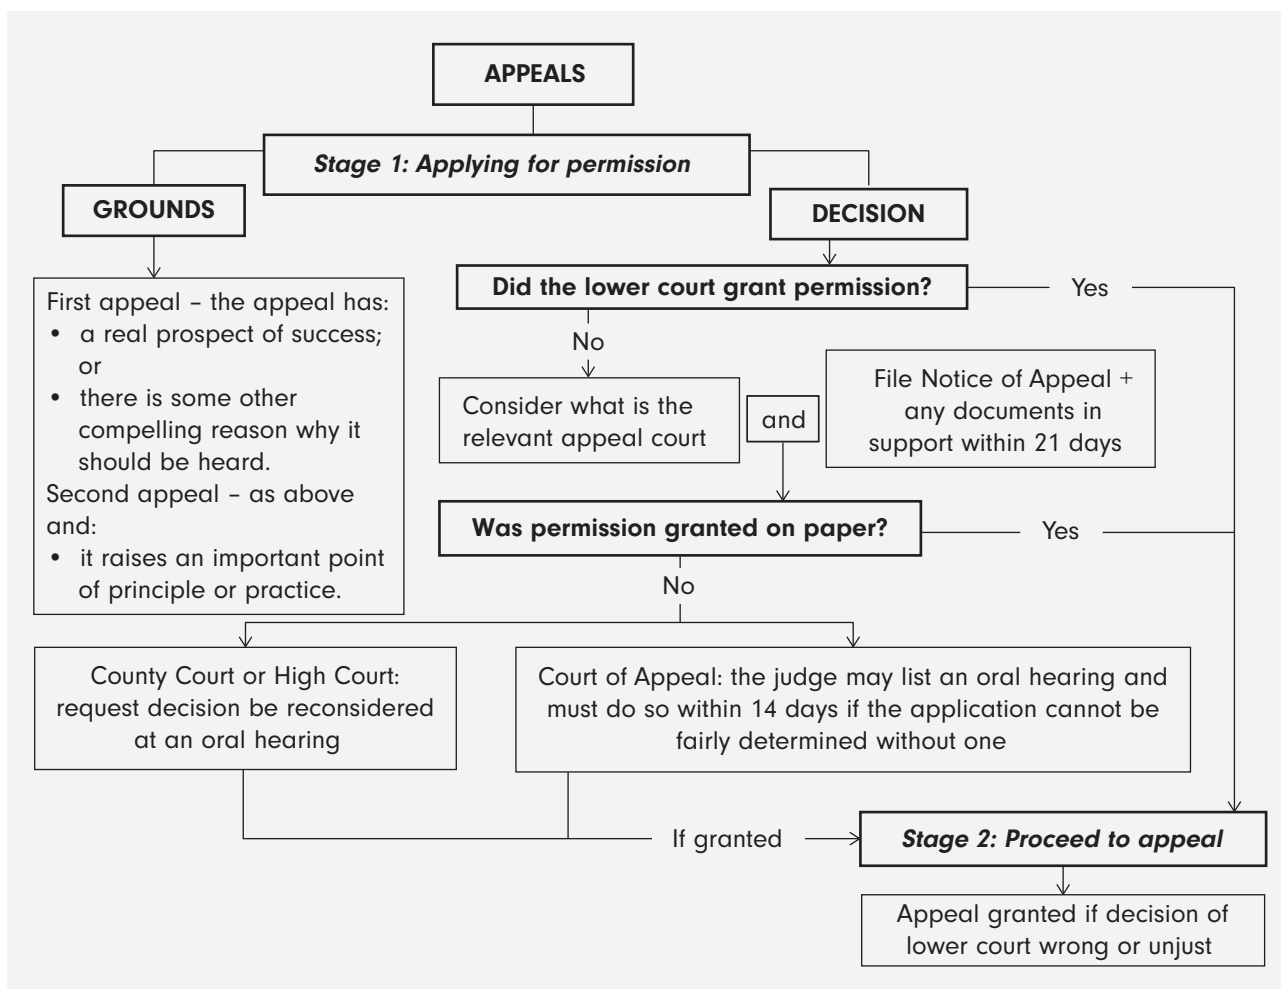 APPEALS
Stage 1: Applying for permission
GROUNDS
DECISION
First appeal – the appeal has:
• a real prospect of success;
or
• there is some other
compelling reason why it
should be heard.
Second appeal – as above
and:
• it raises an important point
of principle or practice.
Did the lower court grant permission?
Yes
No
Consider what is the
relevant appeal court
and
File Notice of Appeal +
any documents in
support within 21 days
Was permission granted on paper?
Yes
No
County Court or High Court:
request decision be reconsidered
at an oral hearing
Court of Appeal: the judge may list an oral hearing and
must do so within 14 days if the application cannot be
fairly determined without one
If granted
Stage 2: Proceed to appeal
Appeal granted if decision of
lower court wrong or unjust